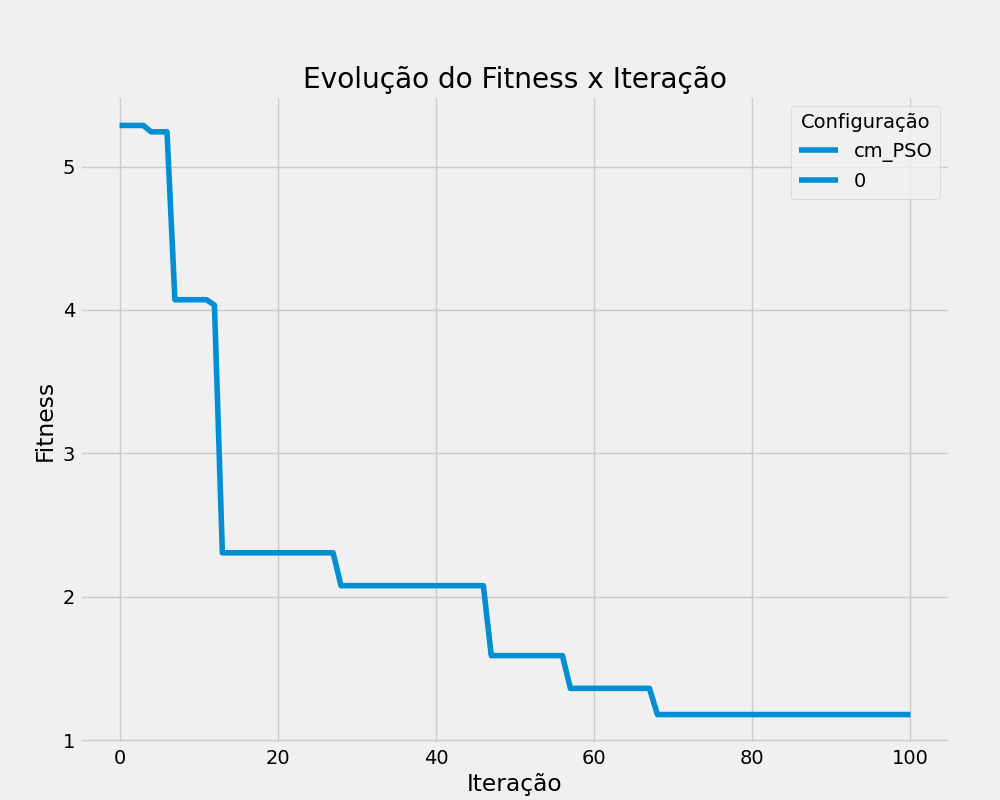 Evolução do Fitness x Iteração
Configuração
cm_PSO
0
5
4
3
2
1
Fitness
0 20 40 60 80 100
Iteração